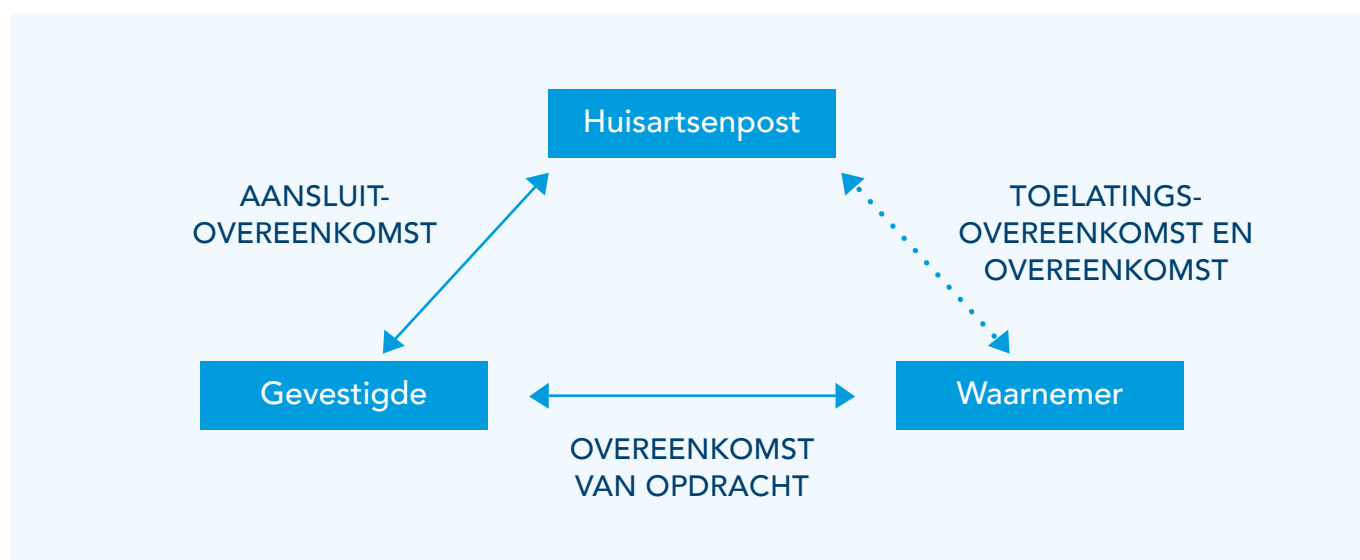 Huisartsenpost
AANSLUIT-
OVEREENKOMST
TOELATINGS-
OVEREENKOMST EN
OVEREENKOMST
Gevestigde
Waarnemer
OVEREENKOMST
VAN OPDRACHT